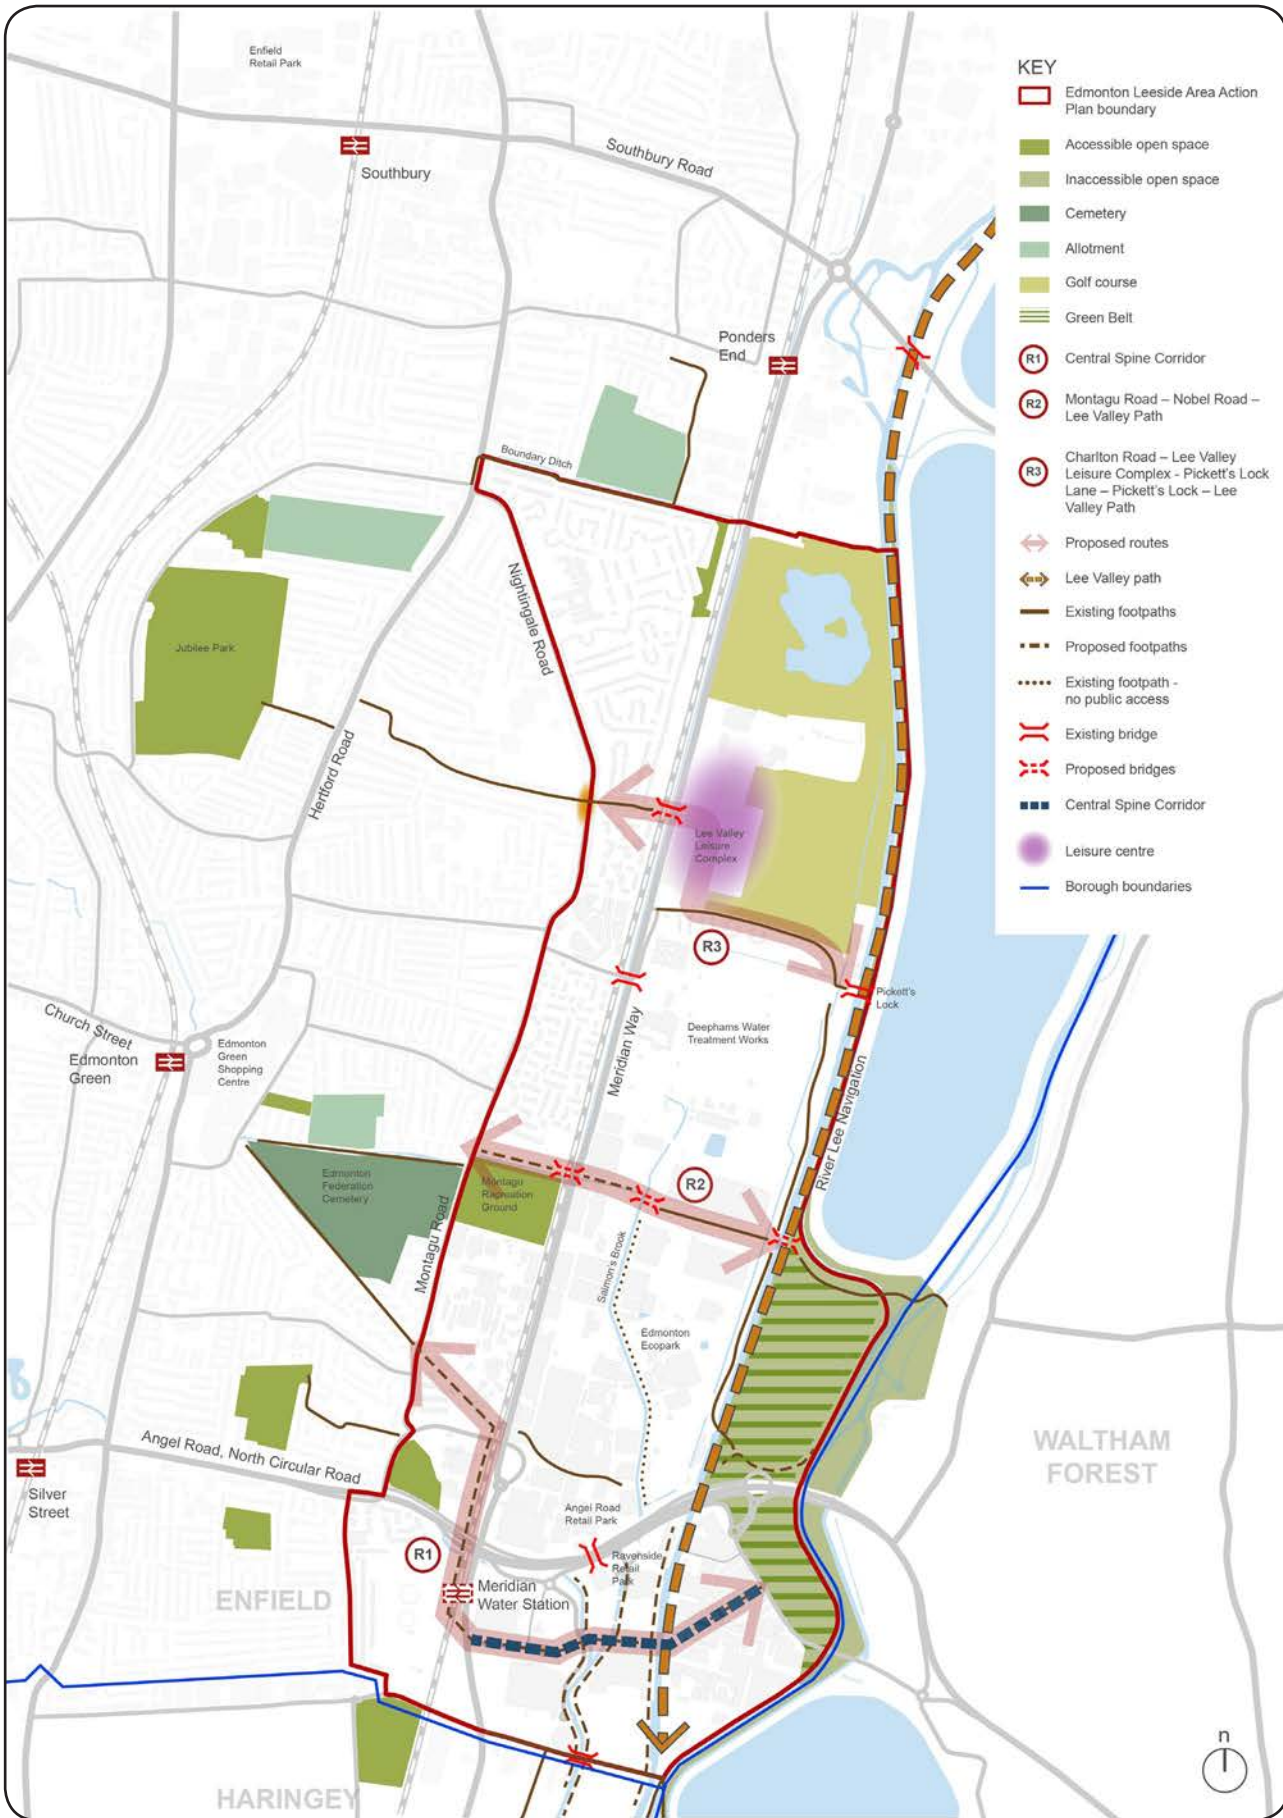 KEY
Edmonton Leeside Area Action
Plan boundary
Accessible open space
Inaccessible open space
Cemetery
Allotment
Golf course
Green Belt
R1
Central Spine Corridor
R2
Montagu Road – Nobel Road –
Lee Valley Path
R3
Charlton Road – Lee Valley
Leisure Complex - Pickett's Lock
Lane – Pickett's Lock – Lee
Valley Path
Proposed routes
Lee Valley path
Existing footpaths
Proposed footpaths
Existing footpath -
no public access
Existing bridge
Proposed bridges
Central Spine Corridor
Leisure centre
Borough boundaries
Enfield
Retail Park
Southbury Road
Southbury
Ponders
End
Boundary Ditch
Nightingale Road
Jubilee Park
Hertford Road
Lee Valley
Leisure
Complex
R3
Pickett's
Lock
Church Street
Edmonton
Green
Edmonton
Green
Shopping
Centre
Meridian Way
Deephams Water
Treatment Works
River Lee Navigation
Edmonton
Federation
Cemetery
Montagu
Recreation
Ground
R2
Montagu Road
Salmon's Brook
Edmonton
Ecopark
Angel Road, North Circular Road
Silver
Street
WALTHAM
FOREST
Angel Road
Retail Park
R1
Ravenside
Retail
Park
Meridian
Water Station
ENFIELD
HARINGEY
n